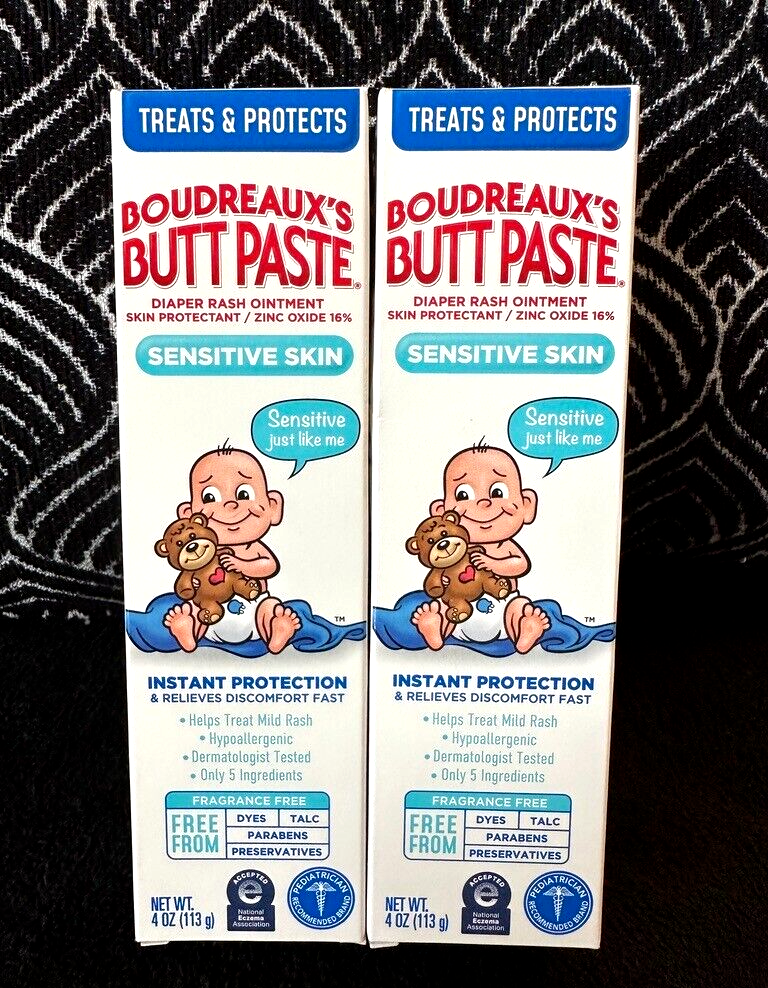 TREATS & PROTECTS
BOUDREAUX'S
BUTT PASTE®
DIAPER RASH OINTMENT
SKIN PROTECTANT / ZINC OXIDE 16%
SENSITIVE SKIN
Sensitive
just like me
TM
INSTANT PROTECTION
& RELIEVES DISCOMFORT FAST
• Helps Treat Mild Rash
• Hypoallergenic
• Dermatologist Tested
• Only 5 Ingredients
FRAGRANCE FREE
FREE
FROM
DYES TALC
PARABENS
PRESERVATIVES
NET WT.
4 OZ (113 g)
ACCEPTED
National
Eczema
Association
PEDIATRICIAN
RECOMMENDED BRAND
TREATS & PROTECTS
BOUDREAUX'S
BUTT PASTE®
DIAPER RASH OINTMENT
SKIN PROTECTANT / ZINC OXIDE 16%
SENSITIVE SKIN
Sensitive
just like me
TM
INSTANT PROTECTION
& RELIEVES DISCOMFORT FAST
• Helps Treat Mild Rash
• Hypoallergenic
• Dermatologist Tested
• Only 5 Ingredients
FRAGRANCE FREE
FREE
FROM
DYES TALC
PARABENS
PRESERVATIVES
NET WT.
4 OZ (113 g)
ACCEPTED
National
Eczema
Association
PEDIATRICIAN
RECOMMENDED BRAND